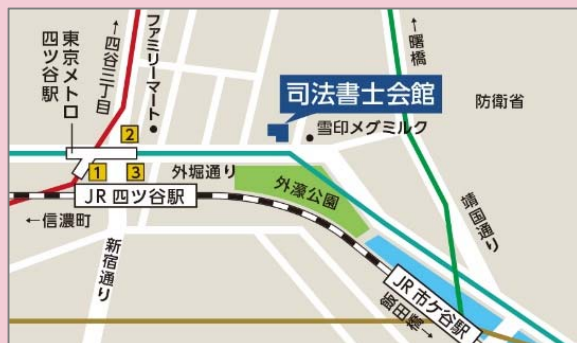 東京メトロ
四ツ谷駅
←四谷三丁目
ファミリーマート
→曙橋
司法書士会館
防衛省
雪印メグミルク
2
1
3
外堀通り
外濠公園
JR 四ツ谷駅
←信濃町
新宿通り
靖国通り
JR 市ケ谷駅
飯田橋→